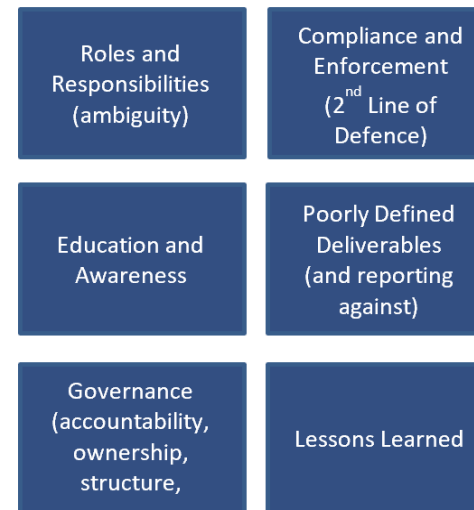 Roles and
Responsibilities
(ambiguity)
Compliance and
Enforcement
(2nd Line of
Defence)
Education and
Awareness
Poorly Defined
Deliverables
(and reporting
against)
Governance
(accountability,
ownership,
structure,
Lessons Learned